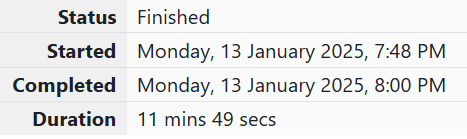 Status Finished
Started Monday, 13 January 2025, 7:48 PM
Completed Monday, 13 January 2025, 8:00 PM
Duration 11 mins 49 secs